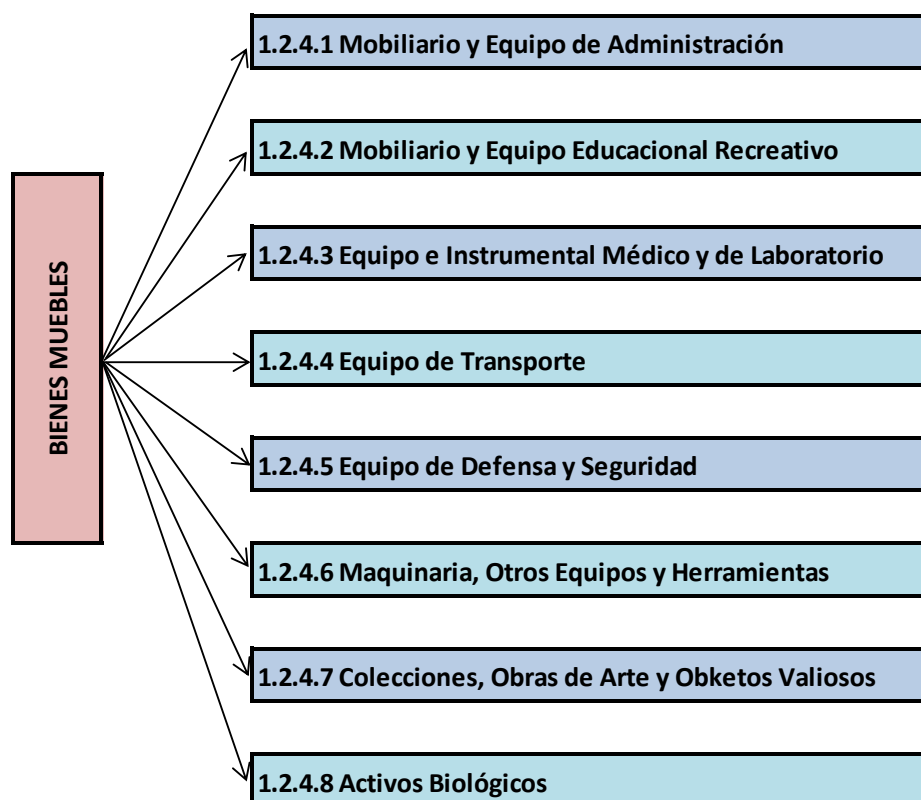 1.2.4.1 Mobiliario y Equipo de Administración
1.2.4.2 Mobiliario y Equipo Educacional Recreativo
BIENES MUEBLES
1.2.4.3 Equipo e Instrumental Médico y de Laboratorio
1.2.4.4 Equipo de Transporte
1.2.4.5 Equipo de Defensa y Seguridad
1.2.4.6 Maquinaria, Otros Equipos y Herramientas
1.2.4.7 Colecciones, Obras de Arte y Obketos Valiosos
1.2.4.8 Activos Biológicos